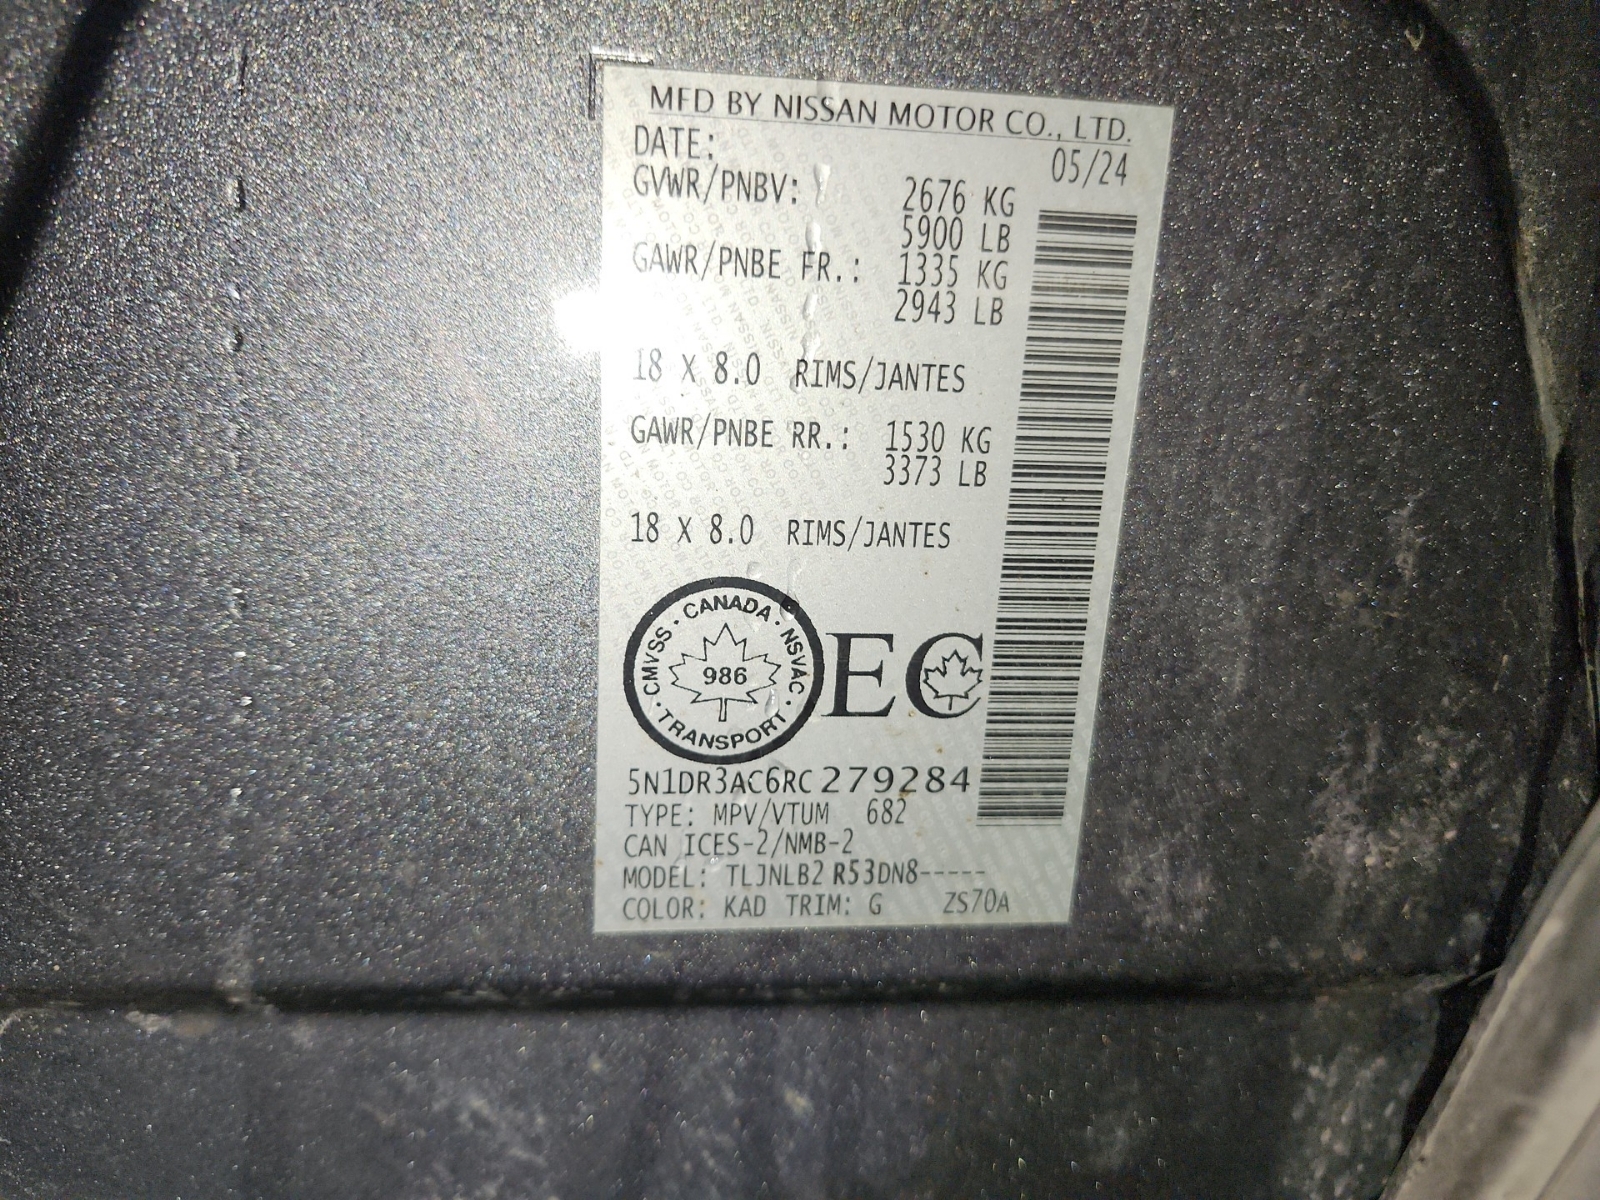 MFD BY NISSAN MOTOR CO., LTD.
DATE: 05/24
GVWR/PNBV: 2676 KG
5900 LB
GAWR/PNBE FR.: 1335 KG
2943 LB
18 X 8.0 RIMS/JANTES
GAWR/PNBE RR.: 1530 KG
3373 LB
18 X 8.0 RIMS/JANTES
CMVSS · CANADA · NSVAC · TRANSPORT ·
986
EC
5N1DR3AC6RC279284
TYPE: MPV/VTUM 682
CAN ICES-2/NMB-2
MODEL: TLJNLB2 R53DN8-----
COLOR: KAD TRIM: G ZS70A